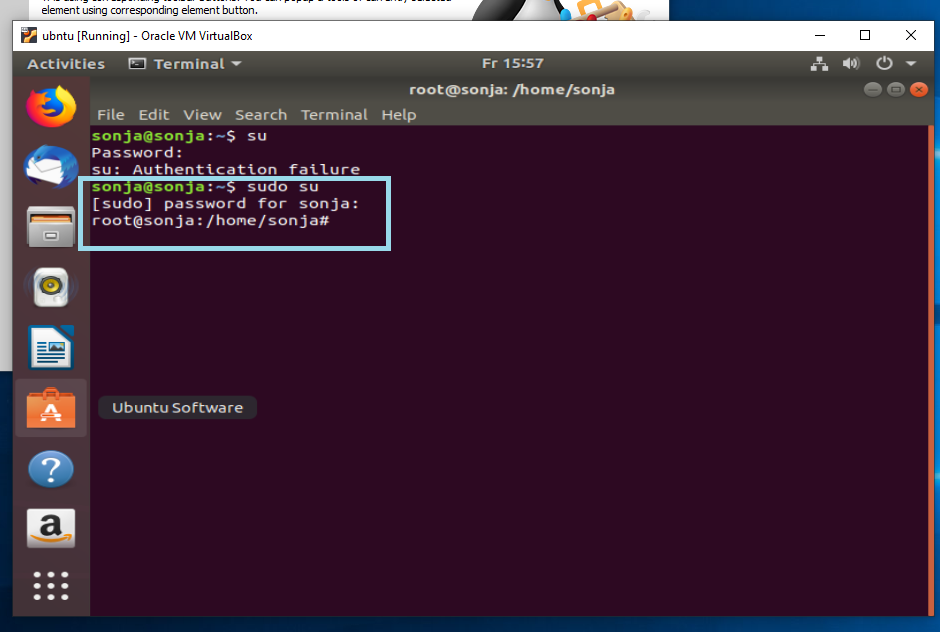 element using corresponding element button.
ubntu [Running] - Oracle VM VirtualBox
Activities Terminal Fr 15:57
root@sonja: /home/sonja
File Edit View Search Terminal Help
sonja@sonja:~$ su
Password:
su: Authentication failure
sonja@sonja:~$ sudo su
[sudo] password for sonja:
root@sonja:/home/sonja#
Ubuntu Software